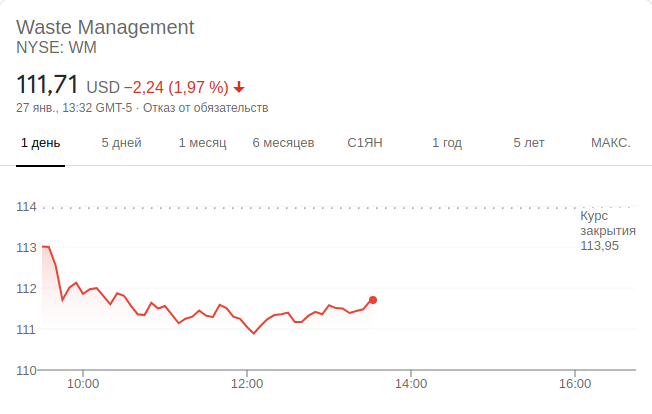 Waste Management
NYSE: WM
111,71 USD −2,24 (1,97 %)
27 янв., 13:32 GMT-5 · Отказ от обязательств
1 день 5 дней 1 месяц 6 месяцев С1ЯН 1 год 5 лет МАКС.
114
Курс
закрытия
113,95
113
112
111
110
10:00 12:00 14:00 16:00